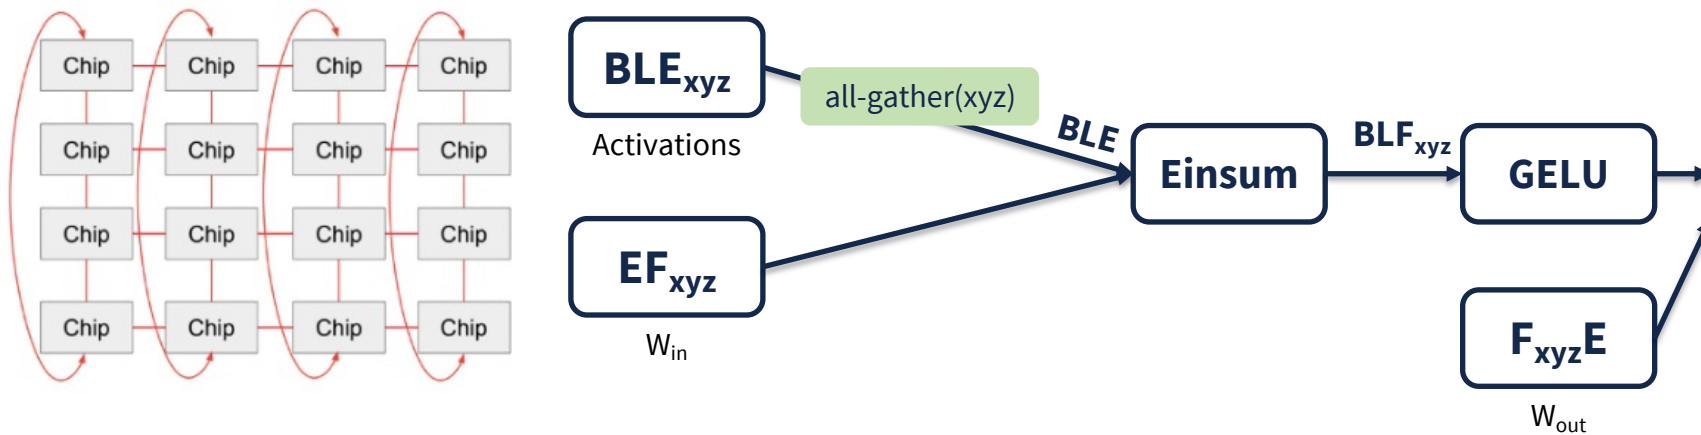 Chip Chip Chip Chip
Chip Chip Chip Chip
Chip Chip Chip Chip
Chip Chip Chip Chip
BLExyz
Activations
all-gather(xyz)
BLE
EFxyz
Win
Einsum
BLFxyz
GELU
FxyzE
Wout